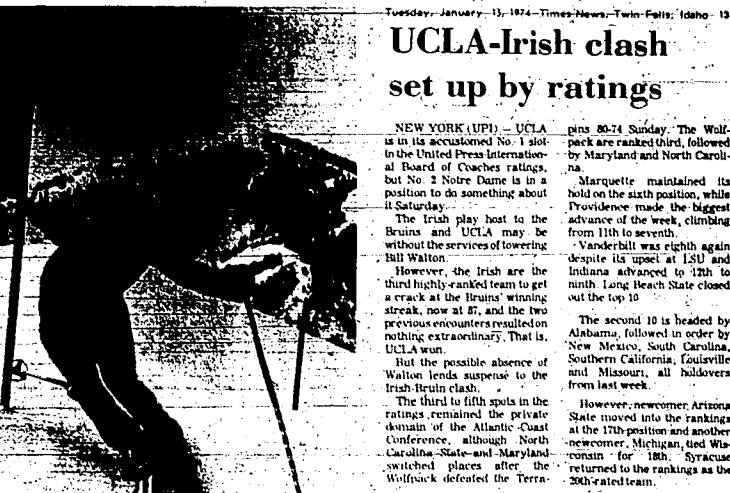 Tuesday, January 15, 1974 Times-News, Twin Falls, Idaho 13
UCLA-Irish clash
set up by ratings
NEW YORK (UPI) — UCLA
is in its accustomed No. 1 slot
in the United Press Internation-
al Board of Coaches ratings,
but No. 2 Notre Dame is in a
position to do something about
it Saturday.
The Irish play host to the
Bruins and UCLA may be
without the services of towering
Bill Walton.
However, the Irish are the
third highly-ranked team to get
a crack at the Bruins' winning
streak, now at 87, and the two
previous encounters resulted on
nothing extraordinary. That is,
UCLA won.
But the possible absence of
Walton lends suspense to the
Irish-Bruin clash.
The third to fifth spots in the
ratings remained the private
domain of the Atlantic Coast
Conference, although North
Carolina State and Maryland
switched places after the
Wolfpack defeated the Terra-
pins 80-74 Sunday. The Wolf-
pack are ranked third, followed
by Maryland and North Caroli-
na.
Marquette maintained its
hold on the sixth position, while
Providence made the biggest
advance of the week, climbing
from 11th to seventh.
Vanderbilt was eighth again
despite its upset at LSU and
Indiana advanced to 12th to
ninth. Long Beach State closed
out the top 10.
The second 10 is headed by
Alabama, followed in order by
New Mexico, South Carolina,
Southern California, Louisville
and Missouri, all holdovers
from last week.
However, newcomer Arizona
State moved into the rankings
at the 17th position and another
newcomer, Michigan, tied Wis-
consin for 18th. Syracuse
returned to the rankings as the
20th-rated team.